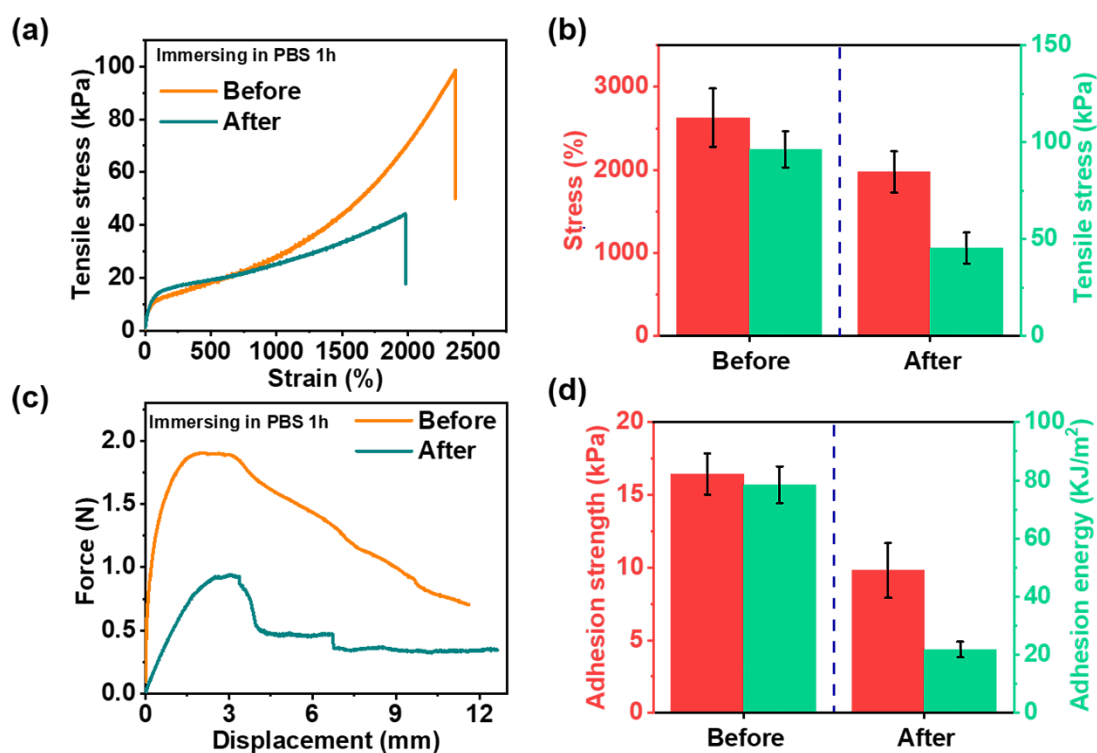 (a)
Immersing in PBS 1h
Before
After
Tensile stress (kPa)
100
80
60
40
20
0
0 500 1000 1500 2000 2500
Strain (%)
(b)
Stress (%)
3000
2000
1000
0
150
100
50
0
Tensile stress (kPa)
Before After
(c)
Immersing in PBS 1h
Before
After
Force (N)
2.0
1.5
1.0
0.5
0.0
0 3 6 9 12
Displacement (mm)
(d)
Adhesion strength (kPa)
20
15
10
5
0
100
80
60
40
20
0
Adhesion energy (KJ/m²)
Before After